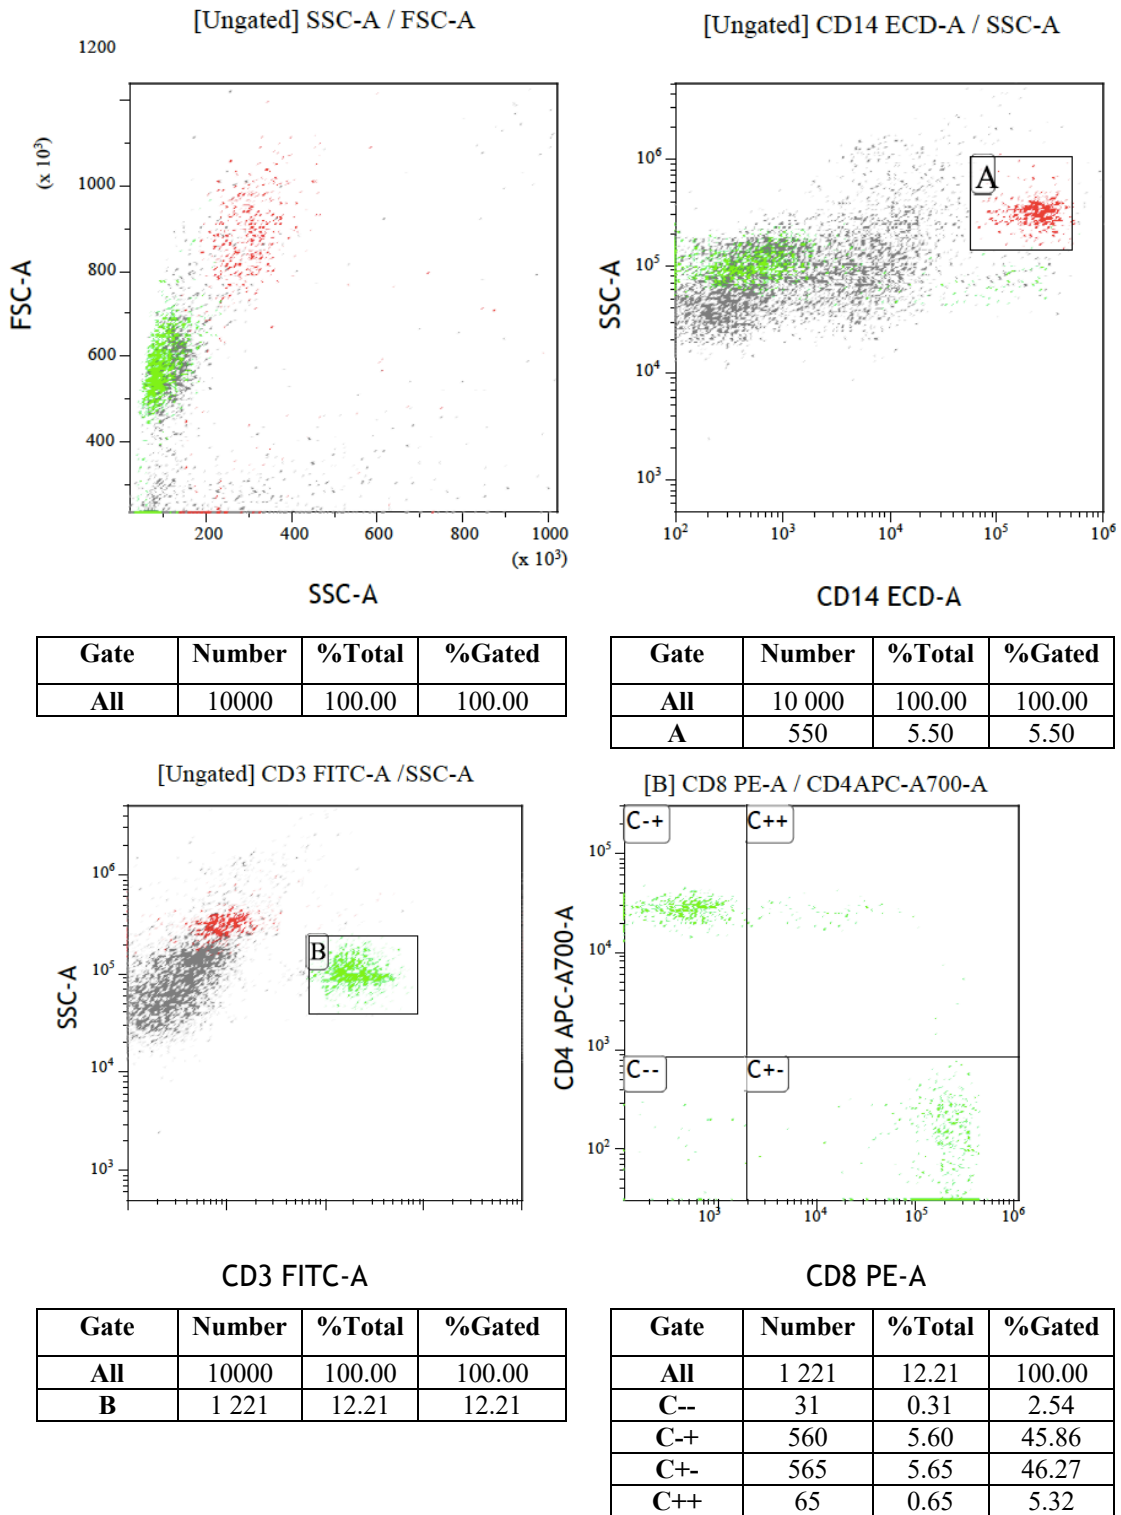 [Ungated] SSC-A / FSC-A
1200
(x 10³)
1000
800
600
400
FSC-A
200 400 600 800 1000
(x 10³)
SSC-A
[Ungated] CD14 ECD-A / SSC-A
A
10⁶
10⁵
10⁴
10³
SSC-A
10² 10³ 10⁴ 10⁵ 10⁶
CD14 ECD-A
Gate Number %Total %Gated
All 10000 100.00 100.00
Gate Number %Total %Gated
All 10 000 100.00 100.00
A 550 5.50 5.50
[Ungated] CD3 FITC-A /SSC-A
B
10⁶
10⁵
10⁴
10³
SSC-A
CD3 FITC-A
[B] CD8 PE-A / CD4APC-A700-A
C-+ C++
C-- C+-
10⁵
10⁴
10³
10²
CD4 APC-A700-A
10³ 10⁴ 10⁵ 10⁶
CD8 PE-A
Gate Number %Total %Gated
All 10000 100.00 100.00
B 1 221 12.21 12.21
Gate Number %Total %Gated
All 1 221 12.21 100.00
C-- 31 0.31 2.54
C-+ 560 5.60 45.86
C+- 565 5.65 46.27
C++ 65 0.65 5.32